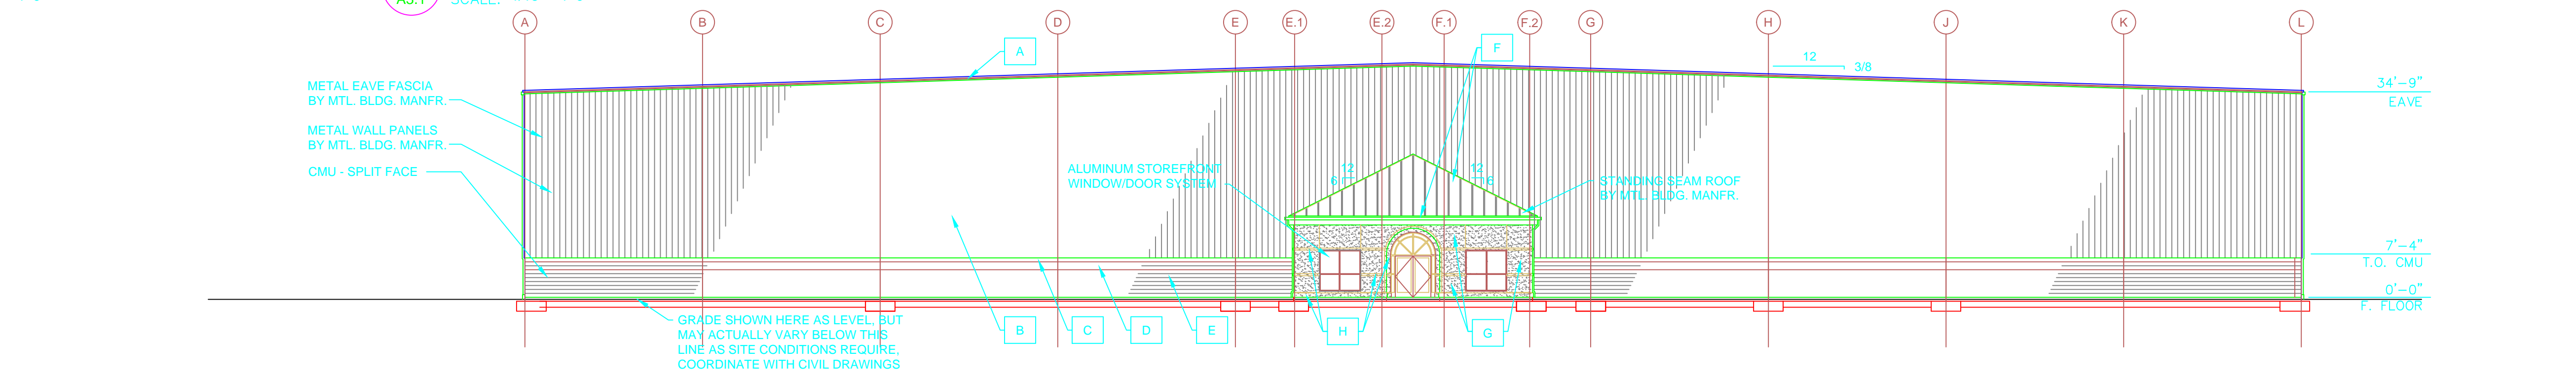 A
B
C
D
E
E.1
E.2
F.1
F.2
G
H
J
K
L
A
F
12
3/8
METAL EAVE FASCIA
BY MTL. BLDG. MANFR.
34'-9"
EAVE
METAL WALL PANELS
BY MTL. BLDG. MANFR.
CMU - SPLIT FACE
ALUMINUM STOREFRONT
WINDOW/DOOR SYSTEM
12
6
12
6
STANDING SEAM ROOF
BY MTL. BLDG. MANFR.
7'-4"
T.O. CMU
0'-0"
F. FLOOR
GRADE SHOWN HERE AS LEVEL, BUT
MAY ACTUALLY VARY BELOW THIS
LINE AS SITE CONDITIONS REQUIRE,
COORDINATE WITH CIVIL DRAWINGS
B
C
D
E
H
G